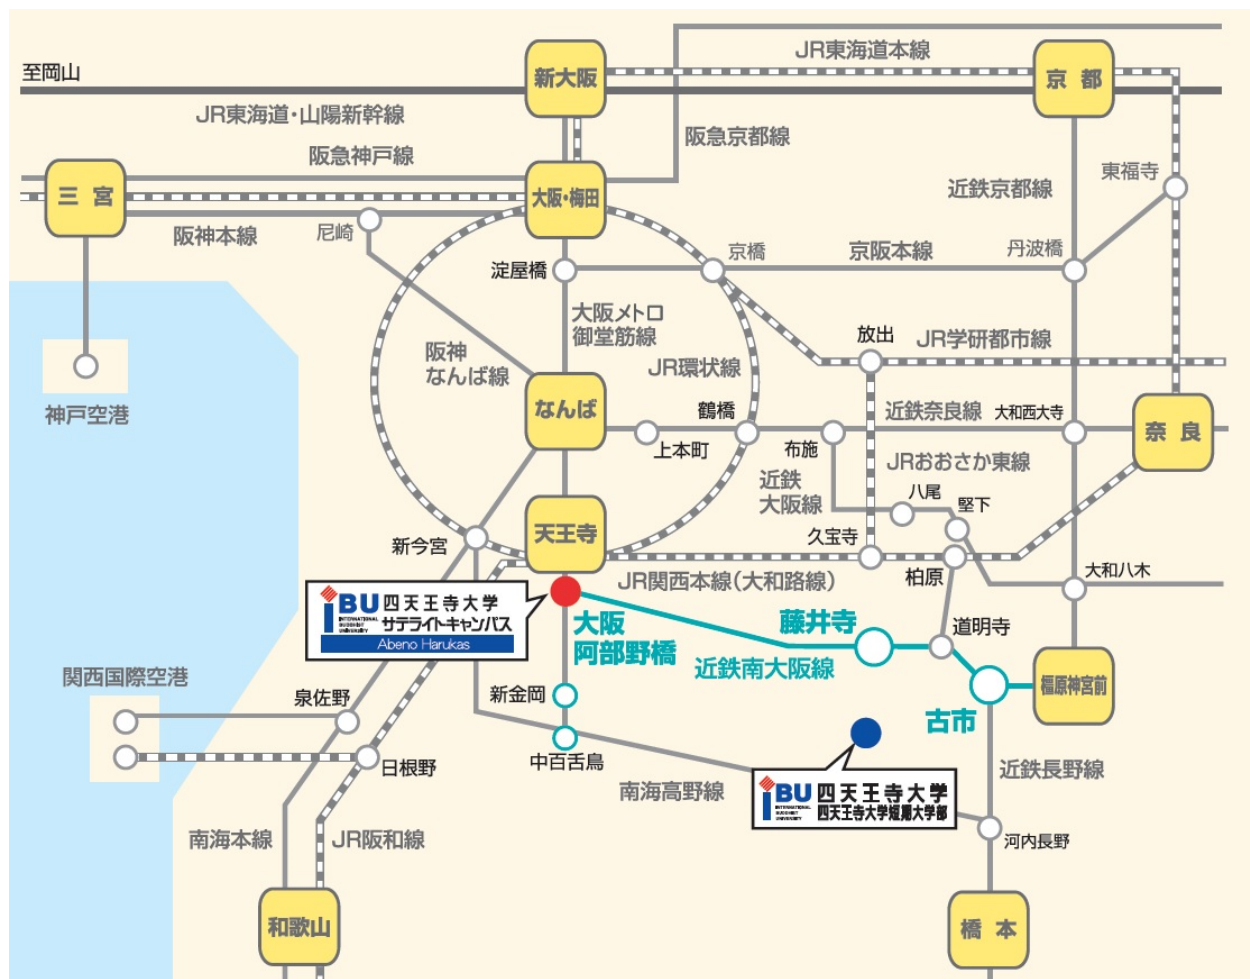 JR東海道本線
新大阪
京都
至岡山
JR東海道・山陽新幹線
阪急京都線
阪急神戸線
三宮
大阪・梅田
東福寺
近鉄京都線
阪神本線
尼崎
淀屋橋
京橋
京阪本線
丹波橋
大阪メトロ
御堂筋線
放出
JR学研都市線
阪神
なんば線
JR環状線
神戸空港
なんば
鶴橋
近鉄奈良線
大和西大寺
奈良
上本町
布施
JRおおさか東線
近鉄
大阪線
八尾
堅下
天王寺
新今宮
久宝寺
JR関西本線(大和路線)
柏原
大和八木
iBU
INTERNATIONAL
BUDDHIST
UNIVERSITY
四天王寺大学
サテライトキャンパス
Abeno Harukas
大阪
阿部野橋
藤井寺
道明寺
近鉄南大阪線
関西国際空港
泉佐野
新金岡
古市
橿原神宮前
日根野
中百舌鳥
近鉄長野線
南海高野線
iBU
INTERNATIONAL
BUDDHIST
UNIVERSITY
四天王寺大学
四天王寺大学短期大学部
南海本線
JR阪和線
河内長野
和歌山
橋本